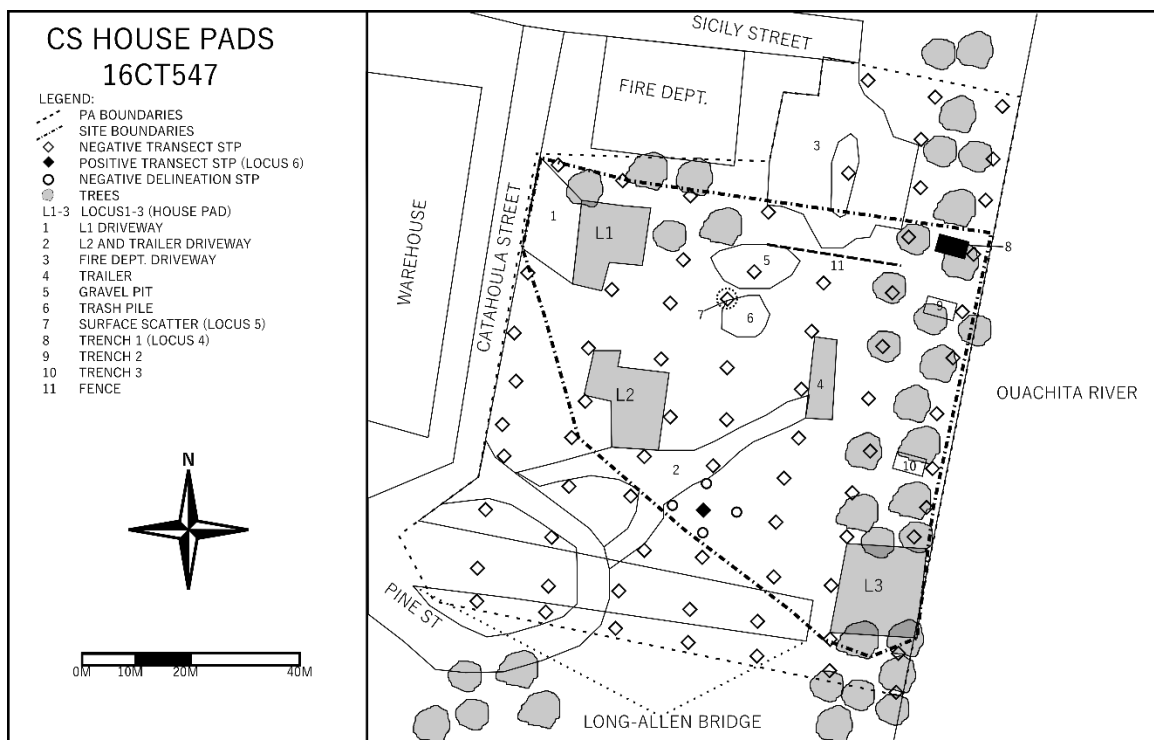 CS HOUSE PADS
16CT547
LEGEND:
PA BOUNDARIES
SITE BOUNDARIES
NEGATIVE TRANSECT STP
POSITIVE TRANSECT STP (LOCUS 6)
NEGATIVE DELINEATION STP
TREES
L1-3 LOCUS1-3 (HOUSE PAD)
1 L1 DRIVEWAY
2 L2 AND TRAILER DRIVEWAY
3 FIRE DEPT. DRIVEWAY
4 TRAILER
5 GRAVEL PIT
6 TRASH PILE
7 SURFACE SCATTER (LOCUS 5)
8 TRENCH 1 (LOCUS 4)
9 TRENCH 2
10 TRENCH 3
11 FENCE
N
0M 10M 20M 40M
SICILY STREET
FIRE DEPT.
3
WAREHOUSE
CATAHOULA STREET
1
L1
8
5
11
7
6
9
L2
4
OUACHITA RIVER
2
10
L3
PINE ST
LONG-ALLEN BRIDGE